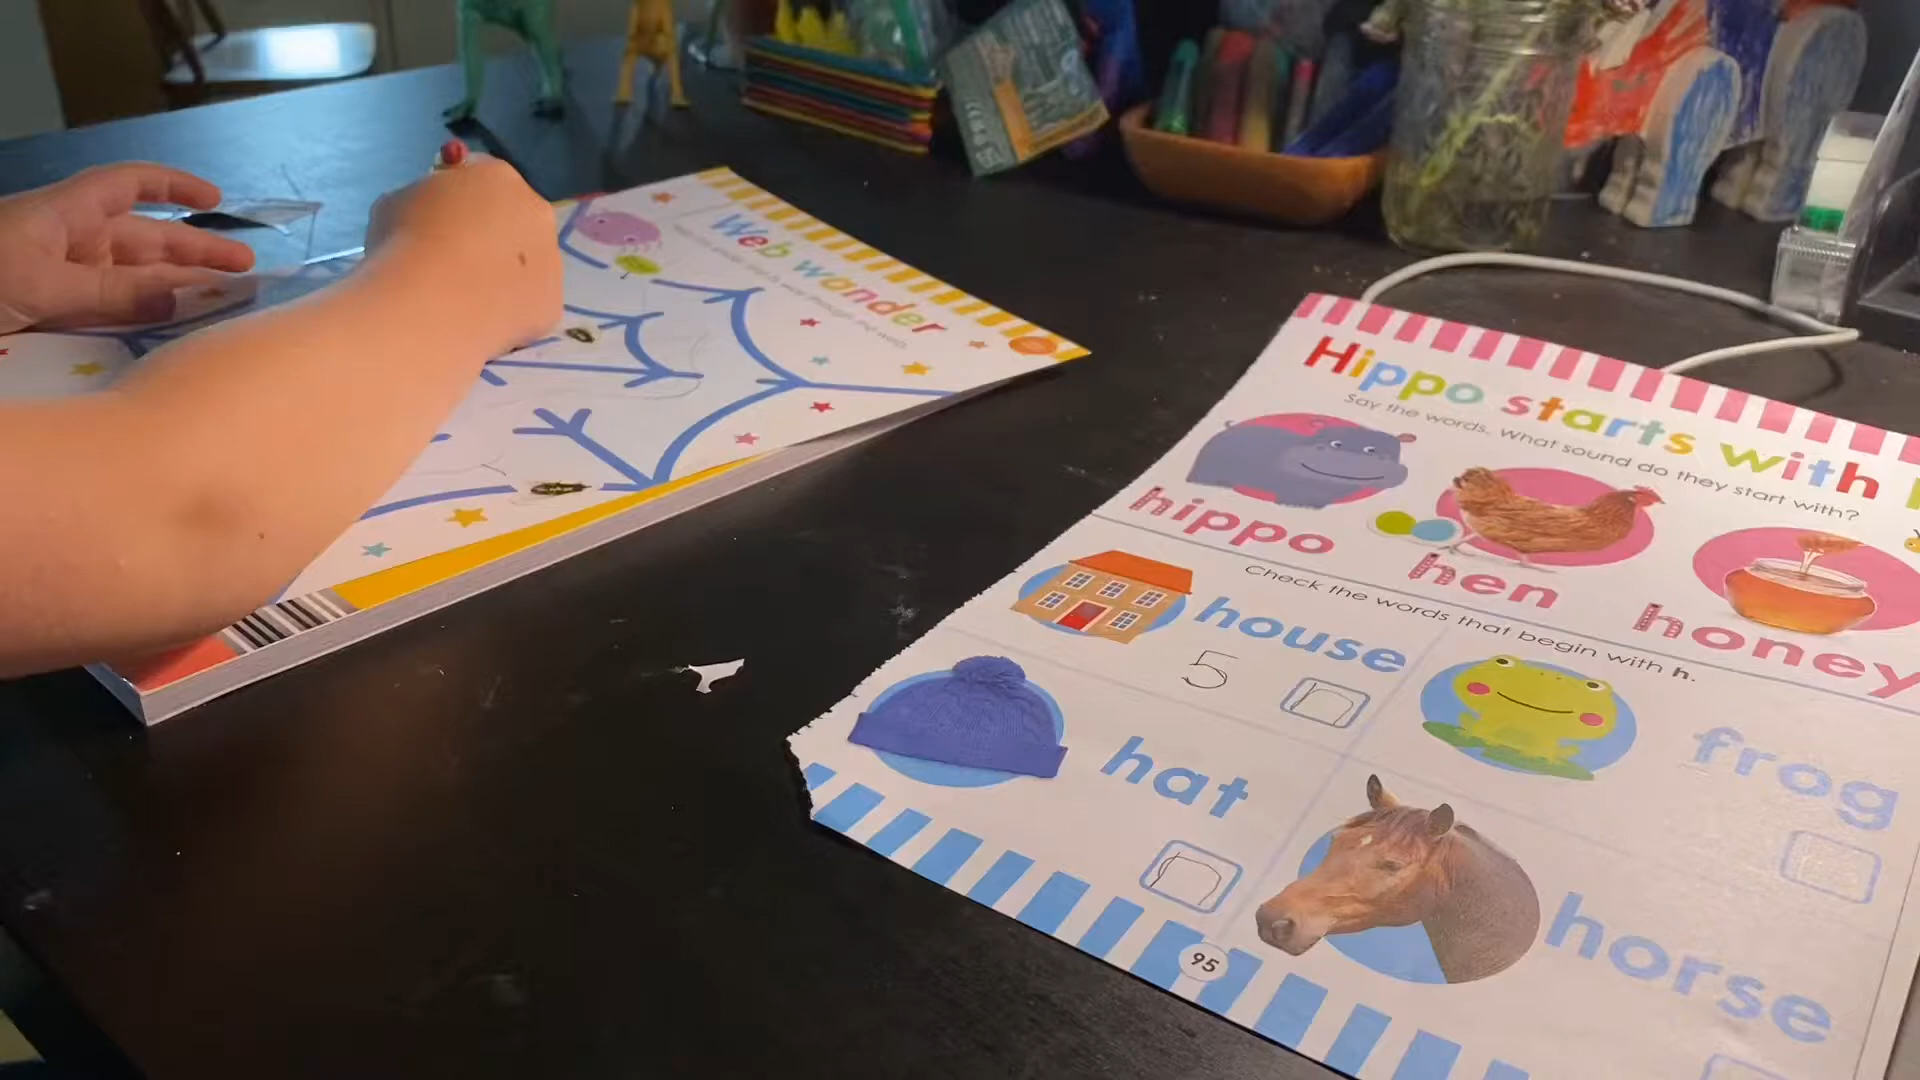 Web wonder
Hippo starts with
Say the words. What sound do they start with?
hippo
hen
honey
Check the words that begin with h.
house
5
frog
hat
horse
95